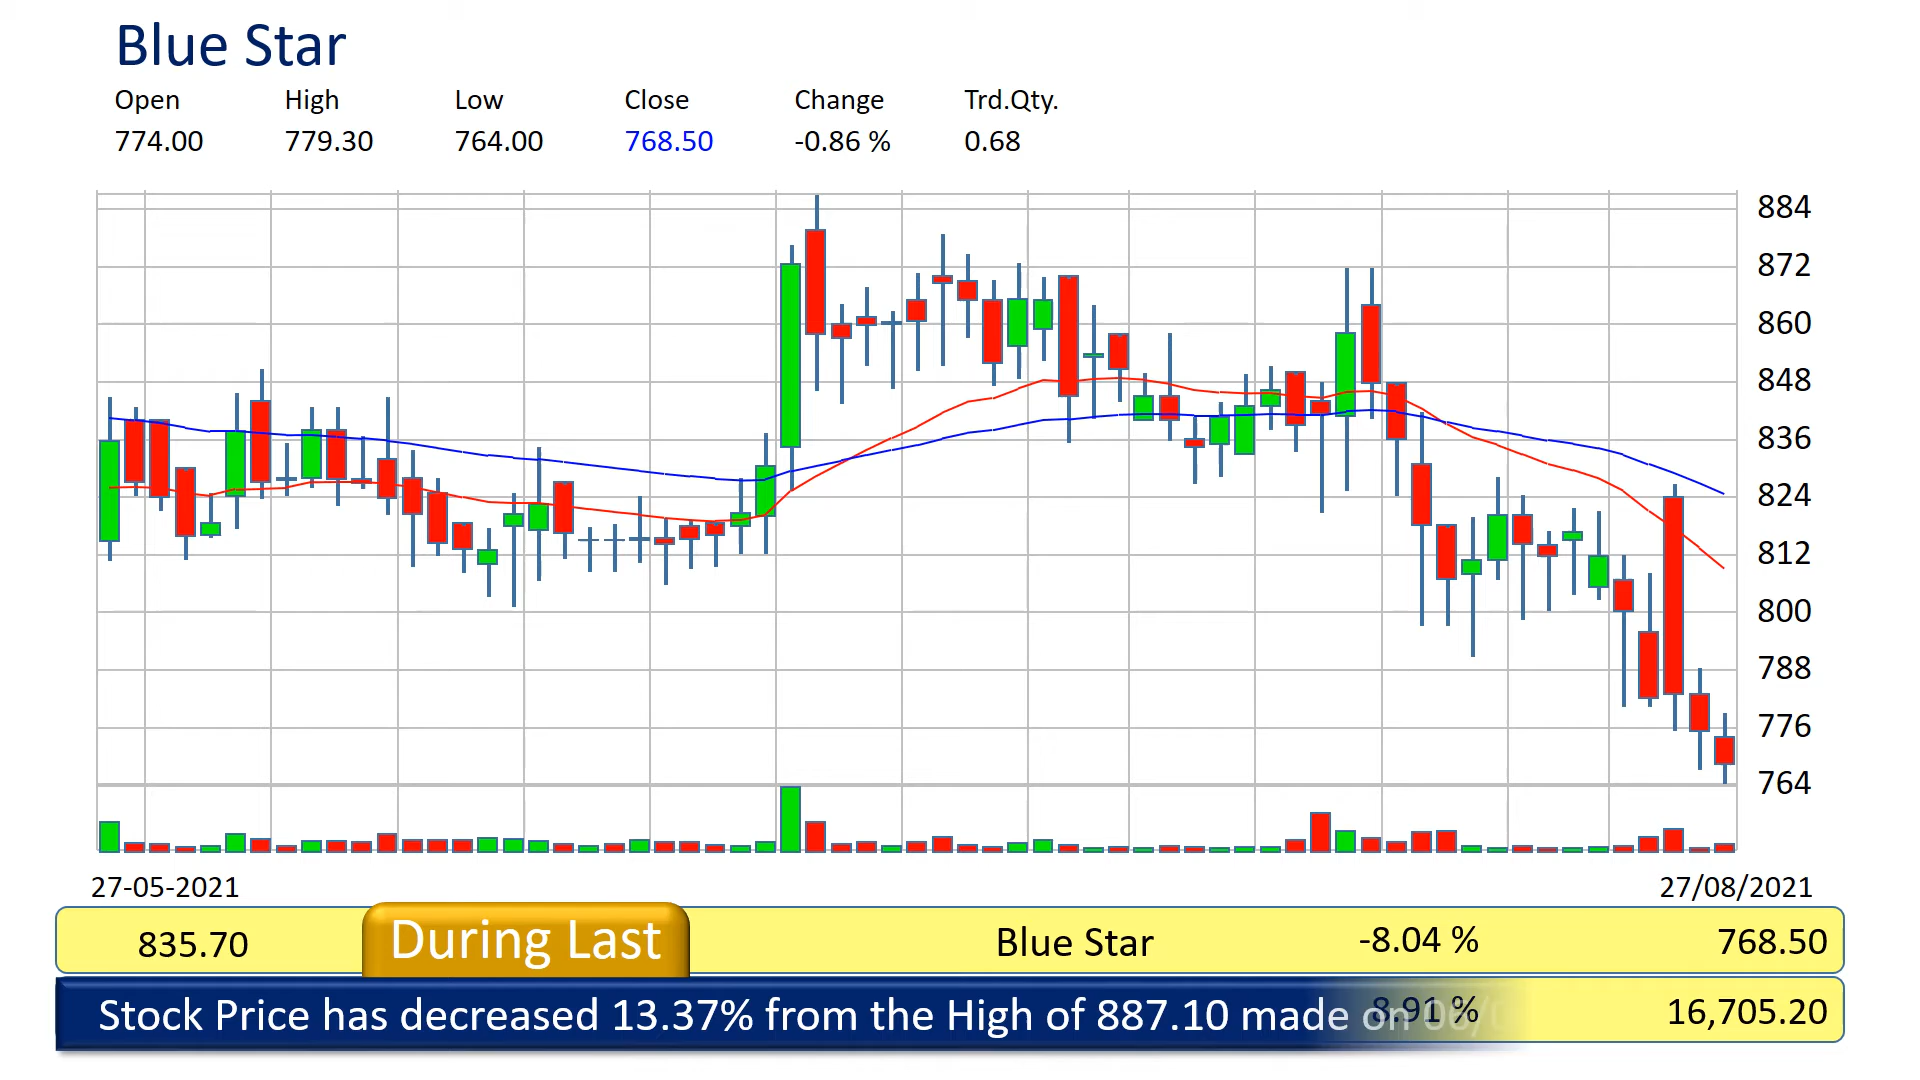 Blue Star
Open High Low Close Change Trd.Qty.
774.00 779.30 764.00 768.50 -0.86 % 0.68
884
872
860
848
836
824
812
800
788
776
764
27-05-2021 27/08/2021
835.70 During Last Blue Star -8.04 % 768.50
Stock Price has decreased 13.37% from the High of 887.10 made on 8.91 % 16,705.20